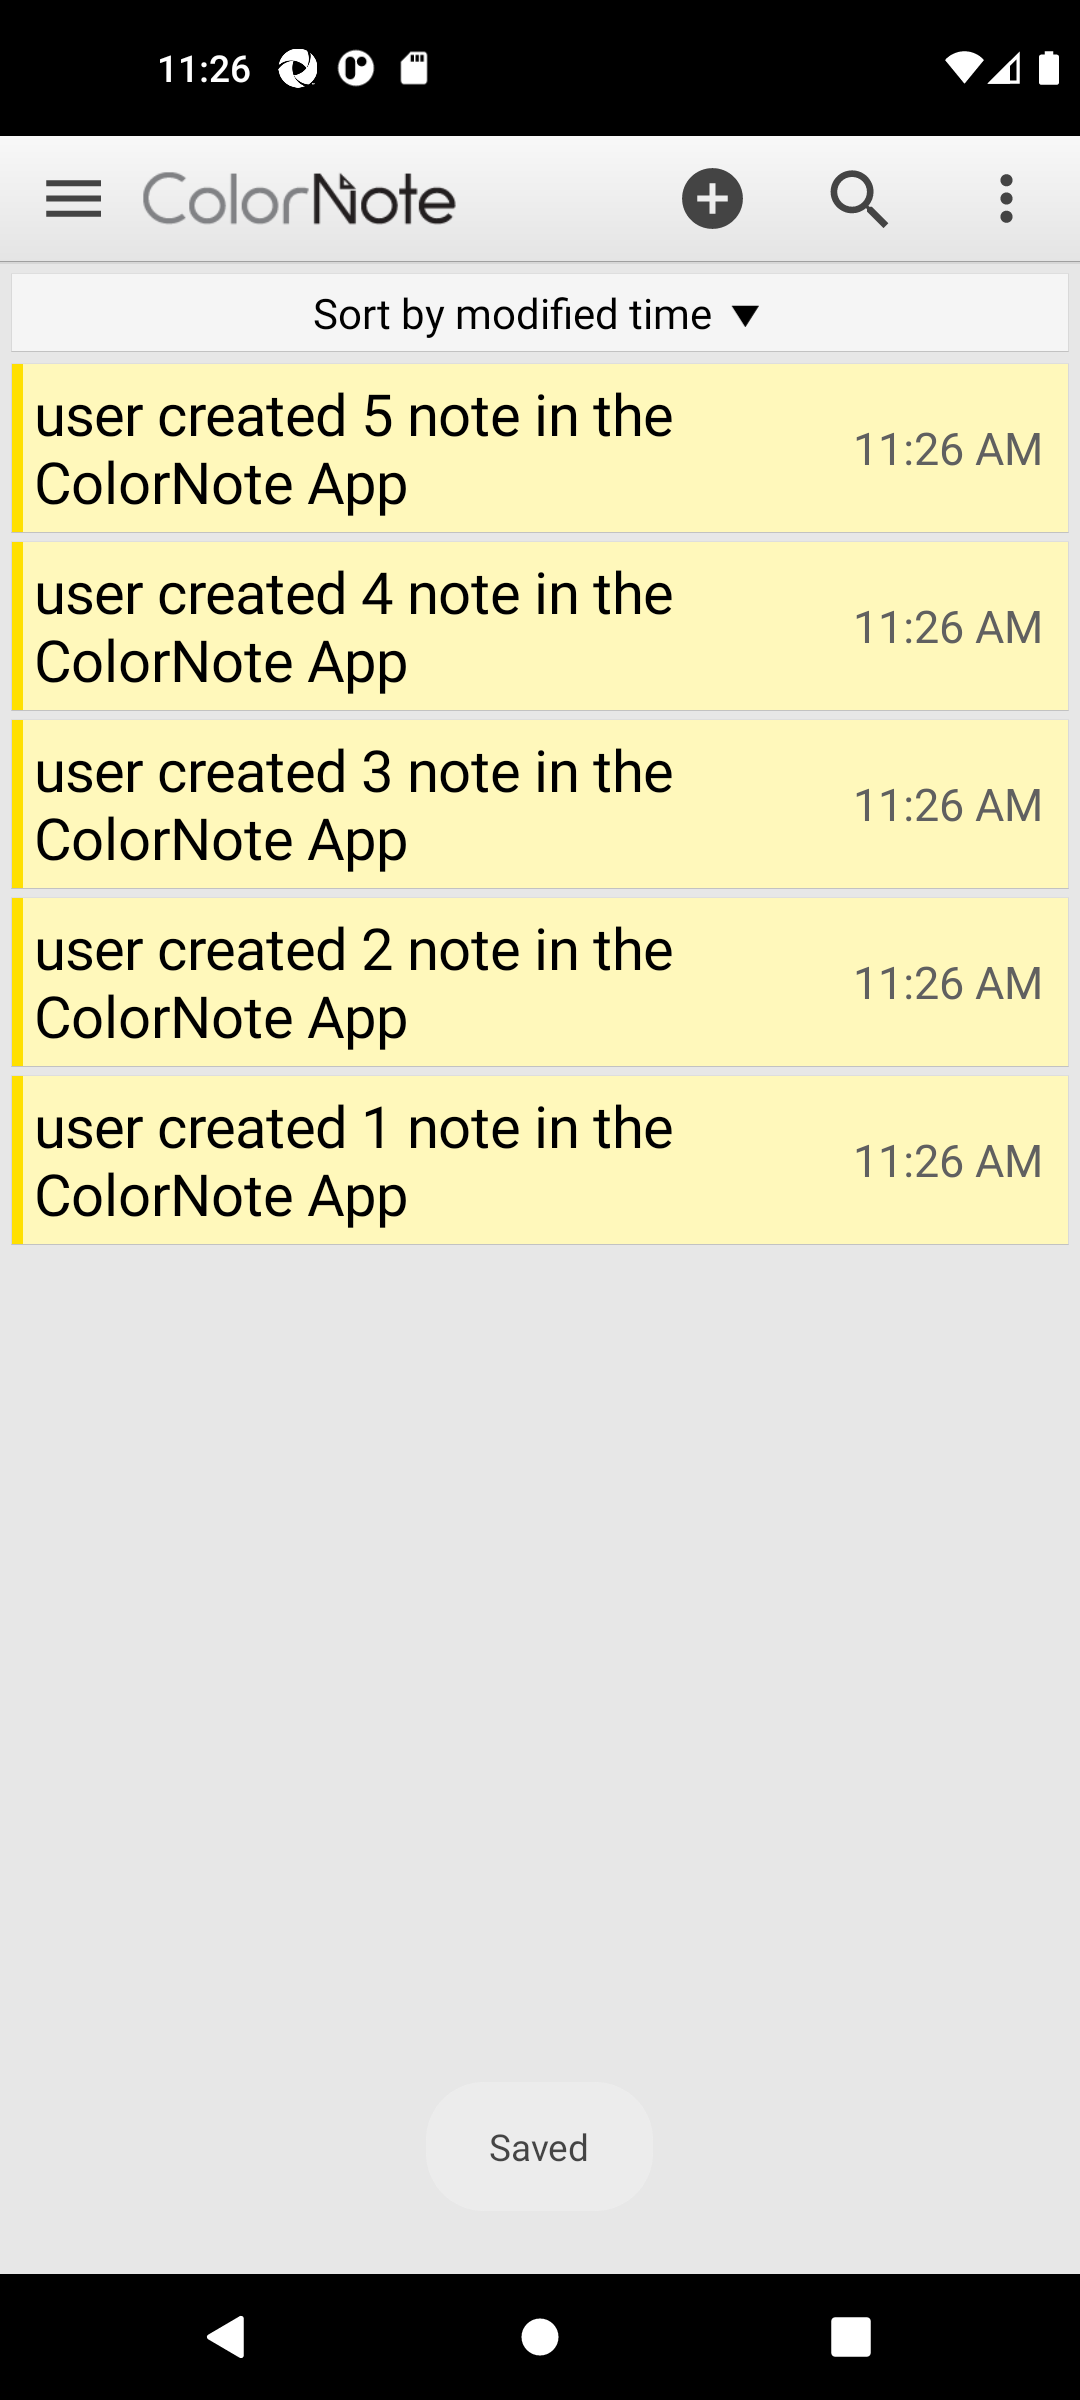 11:26
ColorNote
Sort by modified time ▼
user created 5 note in the
ColorNote App
11:26 AM
user created 4 note in the
ColorNote App
11:26 AM
user created 3 note in the
ColorNote App
11:26 AM
user created 2 note in the
ColorNote App
11:26 AM
user created 1 note in the
ColorNote App
11:26 AM
Saved